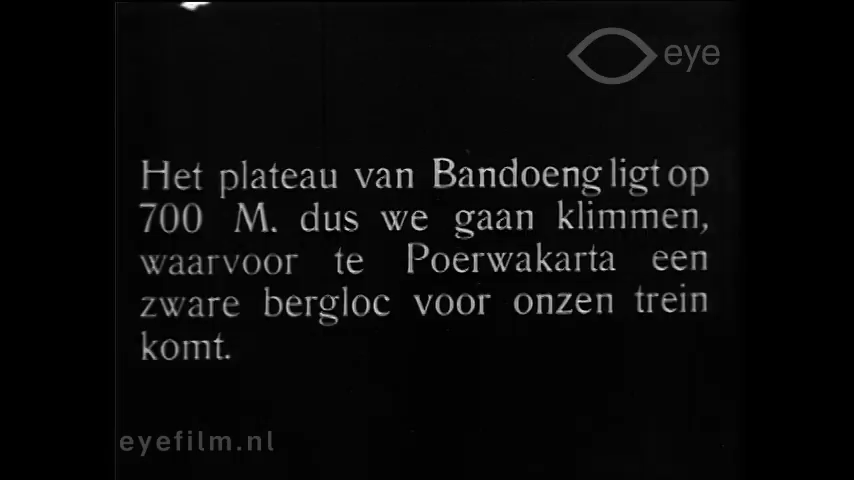 eye
Het plateau van Bandoeng ligt op
700 M. dus we gaan klimmen,
waarvoor te Poerwakarta een
zware bergloc voor onzen trein
komt.
eyefilm.nl